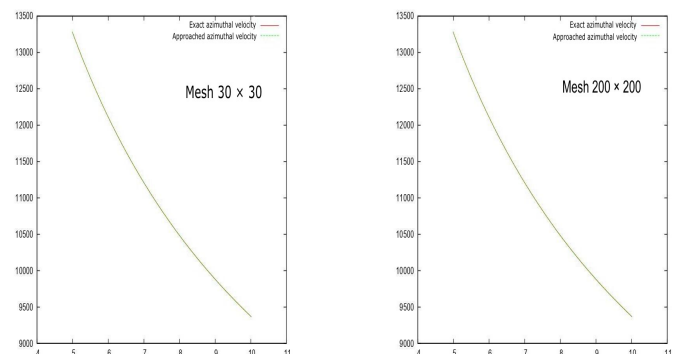 13500
13000
12500
12000
11500
11000
10500
10000
9500
9000
4 5 6 7 8 9 10 11
Exact azimuthal velocity
Approached azimuthal velocity
Mesh 30 × 30
13500
13000
12500
12000
11500
11000
10500
10000
9500
9000
4 5 6 7 8 9 10 11
Exact azimuthal velocity
Approached azimuthal velocity
Mesh 200 × 200